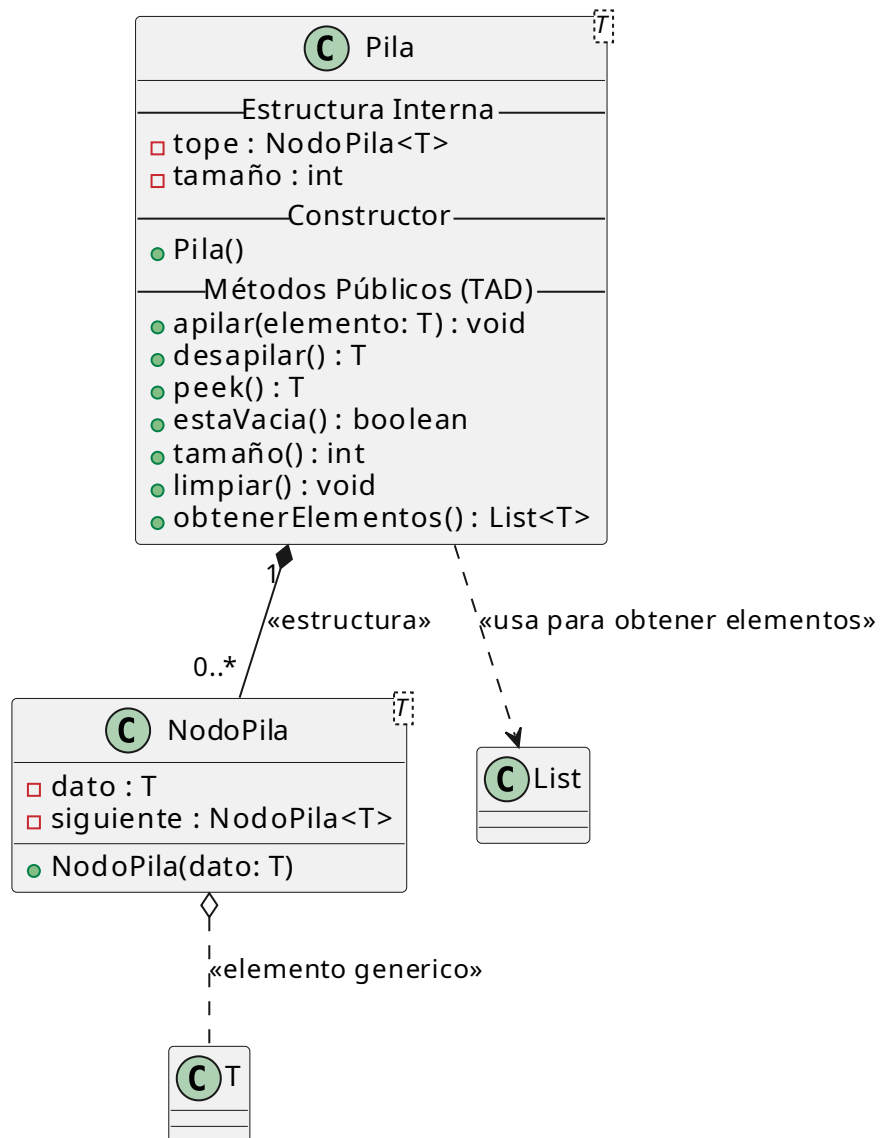 C Pila
T
Estructura Interna
tope : NodoPila<T>
tamaño : int
Constructor
Pila()
Métodos Públicos (TAD)
apilar(elemento: T) : void
desapilar() : T
peek() : T
estaVacia() : boolean
tamaño() : int
limpiar() : void
obtenerElementos() : List<T>
1
«estructura»
«usa para obtener elementos»
0..*
C NodoPila
T
dato : T
siguiente : NodoPila<T>
NodoPila(dato: T)
C List
«elemento generico»
C T